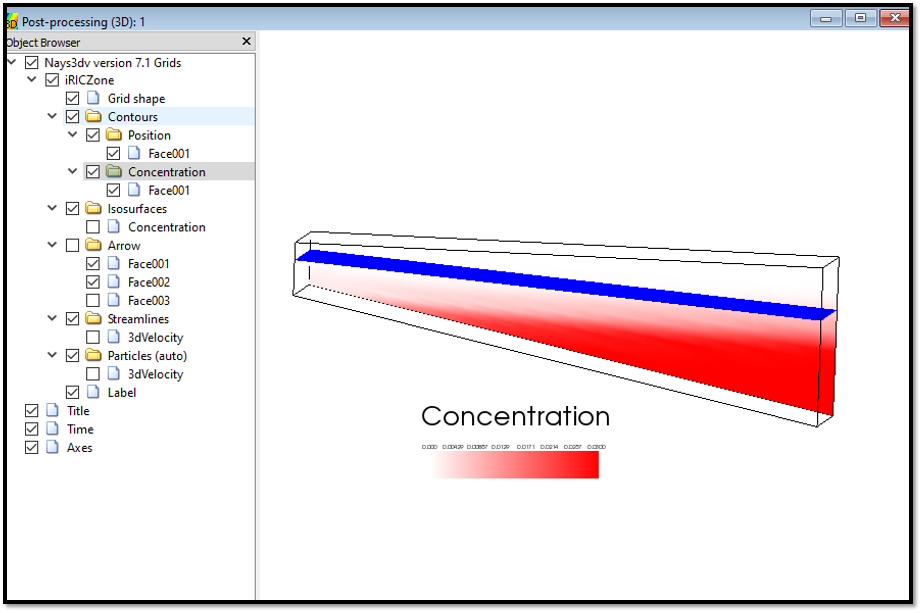 3D Post-processing (3D): 1
Object Browser
Nays3dv version 7.1 Grids
iRICZone
Grid shape
Contours
Position
Face001
Concentration
Face001
Isosurfaces
Concentration
Arrow
Face001
Face002
Face003
Streamlines
3dVelocity
Particles (auto)
3dVelocity
Label
Title
Time
Axes
Concentration
0.000 0.00429 0.00857 0.0129 0.0171 0.0214 0.0257 0.0300